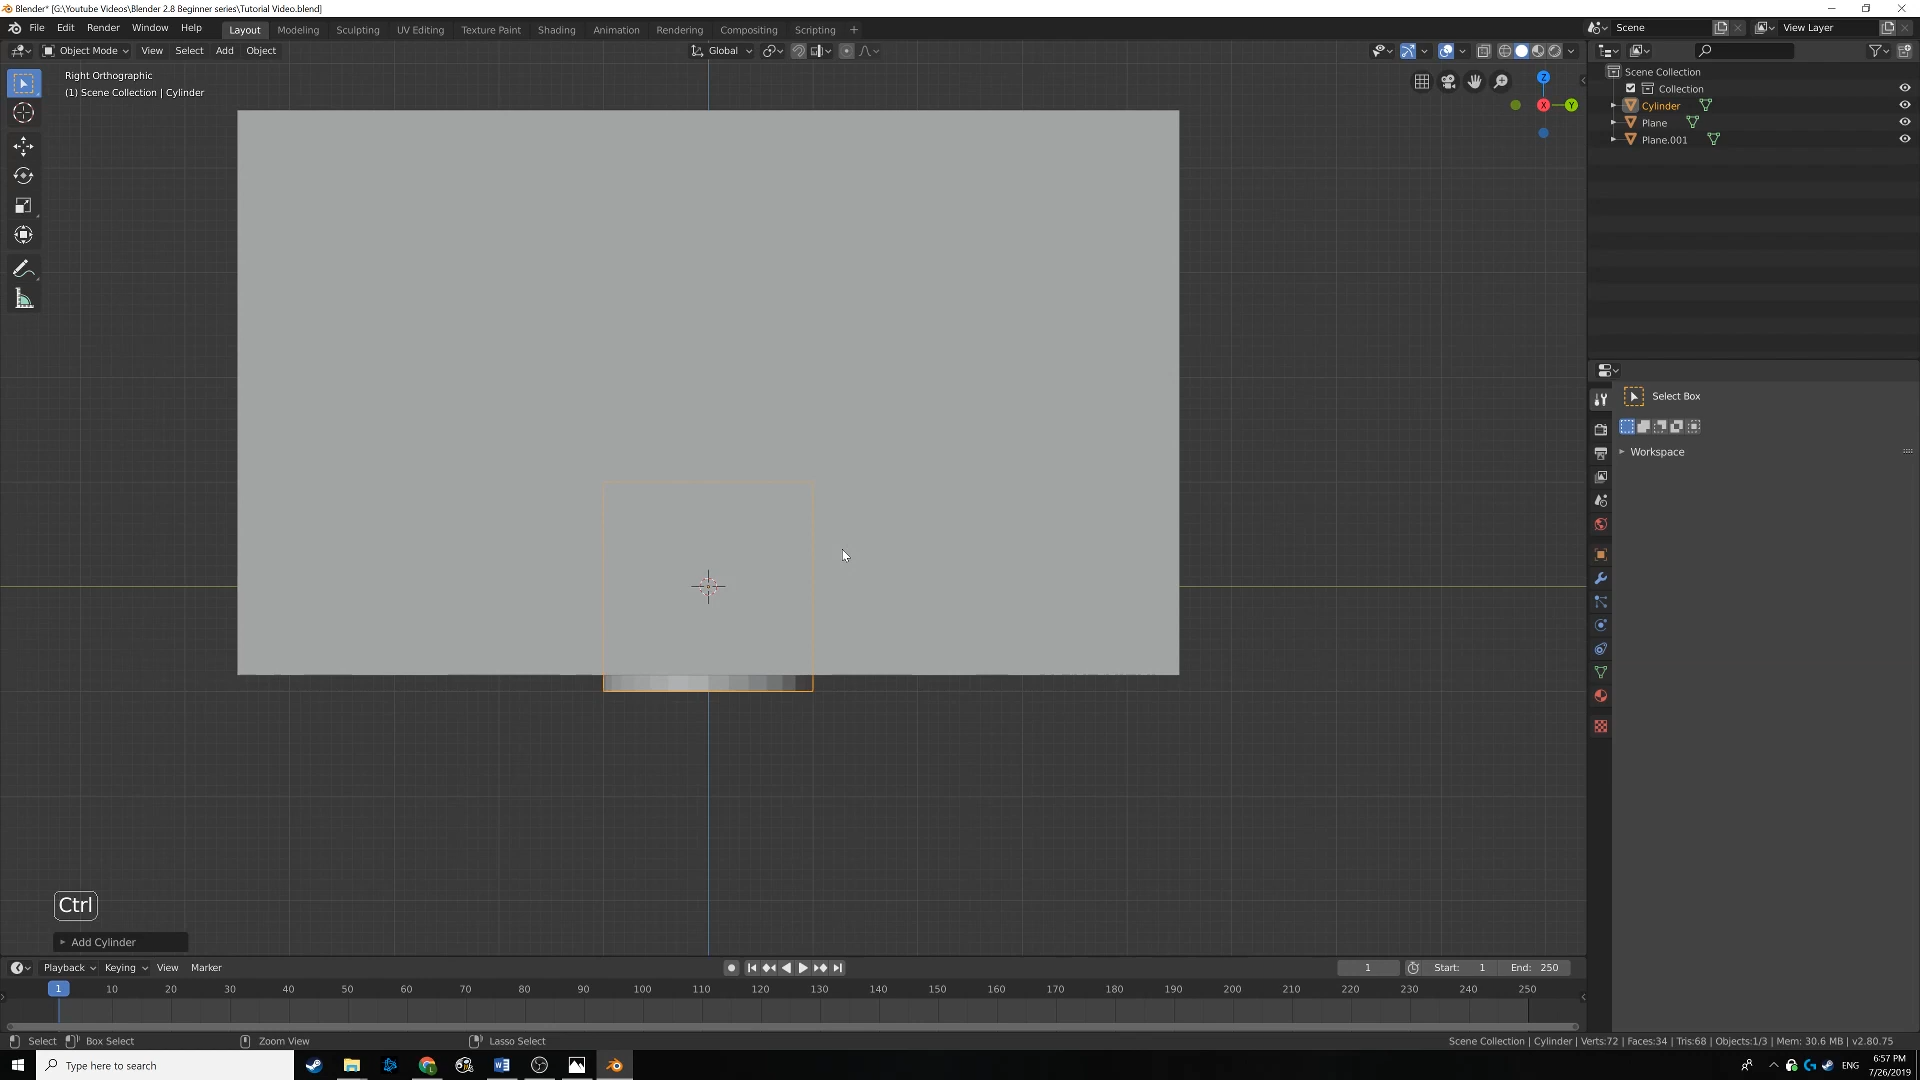 Blender* [G:\Youtube Videos\Blender 2.8 Beginner series\Tutorial Video.blend]
File Edit Render Window Help Layout Modeling Sculpting UV Editing Texture Paint Shading Animation Rendering Compositing Scripting + Scene View Layer
Object Mode View Select Add Object Global
Right Orthographic
(1) Scene Collection | Cylinder
Z
X
Y
Scene Collection
Collection
Cylinder
Plane
Plane.001
Select Box
Workspace
Ctrl
Add Cylinder
Playback Keying View Marker 1 Start: 1 End: 250
1 10 20 30 40 50 60 70 80 90 100 110 120 130 140 150 160 170 180 190 200 210 220 230 240 250
Select Box Select Zoom View Lasso Select Scene Collection | Cylinder | Verts:72 | Faces:34 | Tris:68 | Objects:1/3 | Mem: 30.6 MB | v2.80.75
Type here to search ENG 6:57 PM
7/26/2019